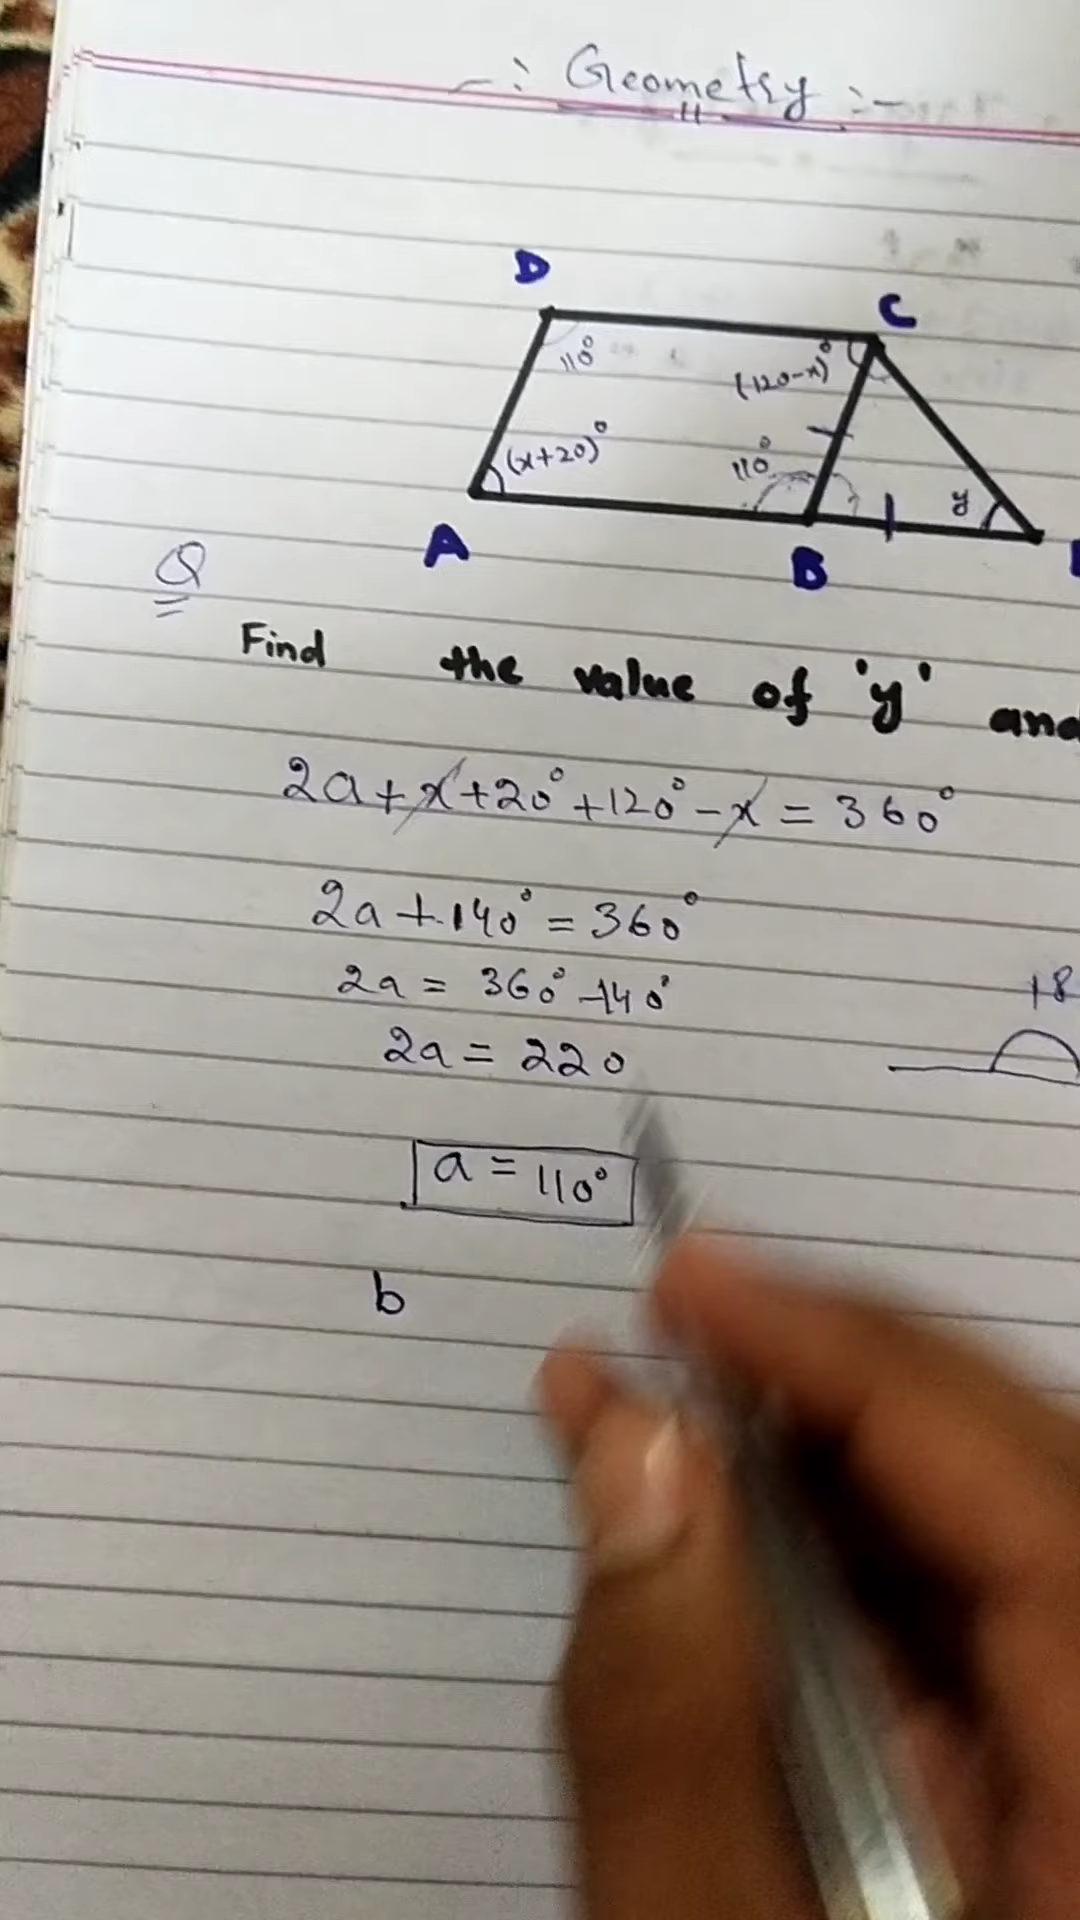 -: Geometry :-
D
C
110°
(120-x)°
(x+20)°
110°
y
A
B
Q
Find the value of 'y' and
2a + x + 20° + 120° - x = 360°
2a + 140° = 360°
2a = 360° - 140°
18
2a = 220
a = 110°
b